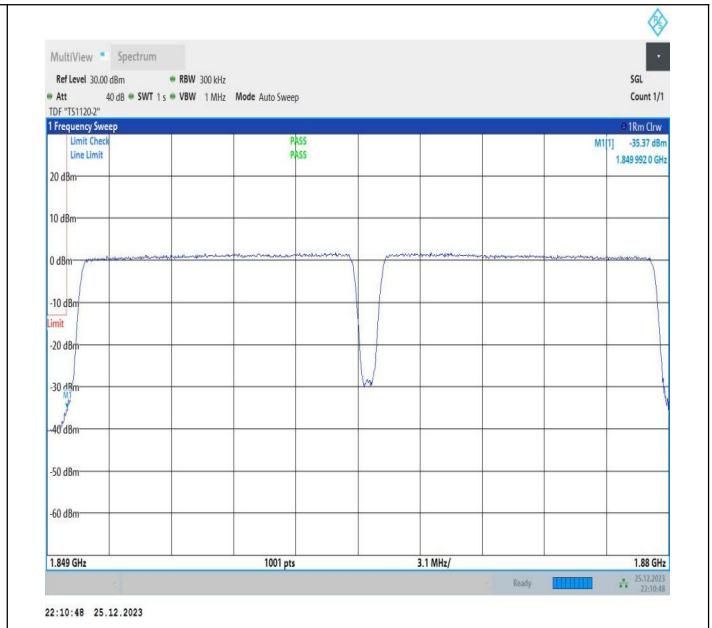 R S
MultiView Spectrum
Ref Level 30.00 dBm RBW 300 kHz SGL
Att 40 dB SWT 1 s VBW 1 MHz Mode Auto Sweep Count 1/1
TDF "TS1120-2"
1 Frequency Sweep 1Rm Clrw
Limit Check PASS M1[1] -35.37 dBm
Line Limit PASS 1.849 992 0 GHz
20 dBm
10 dBm
0 dBm
-10 dBm
Limit
-20 dBm
-30 dBm
M1
-40 dBm
-50 dBm
-60 dBm
1.849 GHz 1001 pts 3.1 MHz/ 1.88 GHz
Ready 25.12.2023
22:10:48
22:10:48 25.12.2023